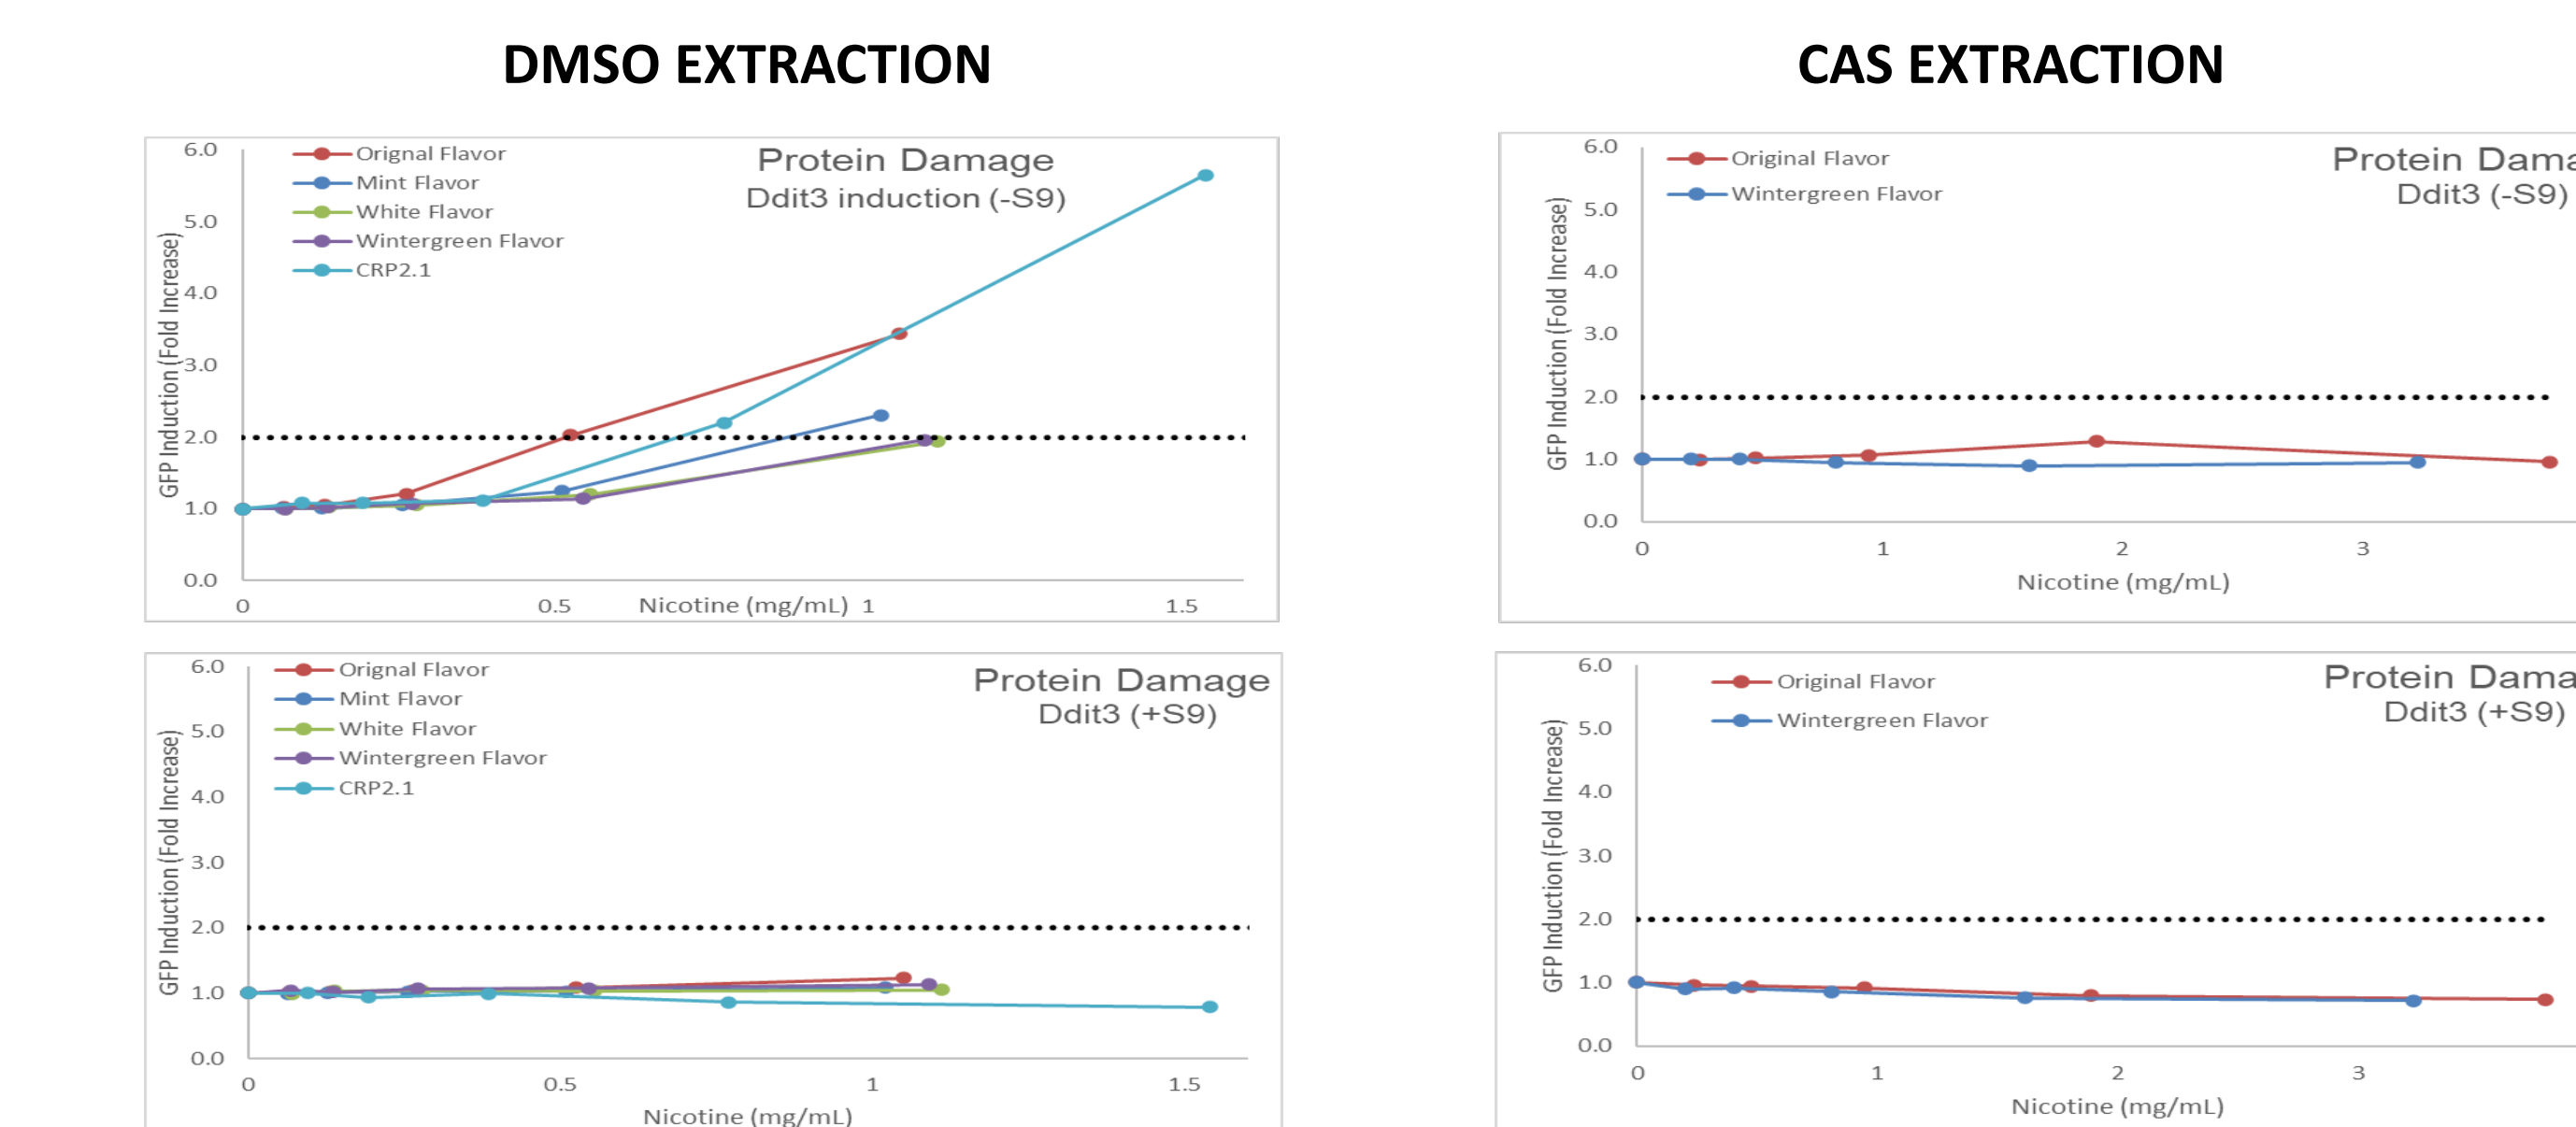 DMSO EXTRACTION
CAS EXTRACTION
Protein Damage
Ddit3 induction (-S9)
Orignal Flavor
Mint Flavor
White Flavor
Wintergreen Flavor
CRP2.1
GFP Induction (Fold Increase)
6.0
5.0
4.0
3.0
2.0
1.0
0.0
0 0.5 1 1.5
Nicotine (mg/mL)
Protein Dama
Ddit3 (-S9)
Original Flavor
Wintergreen Flavor
GFP Induction (Fold Increase)
6.0
5.0
4.0
3.0
2.0
1.0
0.0
0 1 2 3
Nicotine (mg/mL)
Protein Damage
Ddit3 (+S9)
Orignal Flavor
Mint Flavor
White Flavor
Wintergreen Flavor
CRP2.1
GFP Induction (Fold Increase)
6.0
5.0
4.0
3.0
2.0
1.0
0.0
0 0.5 1 1.5
Nicotine (mg/mL)
Protein Dama
Ddit3 (+S9)
Original Flavor
Wintergreen Flavor
GFP Induction (Fold Increase)
6.0
5.0
4.0
3.0
2.0
1.0
0.0
0 1 2 3
Nicotine (mg/mL)